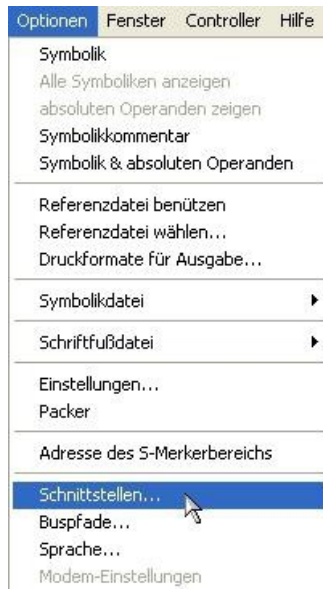 Optionen Fenster Controller Hilfe
Symbolik
Alle Symboliken anzeigen
absoluten Operanden zeigen
Symbolikkommentar
Symbolik & absoluten Operanden
Referenzdatei benützen
Referenzdatei wählen...
Druckformate für Ausgabe...
Symbolikdatei
Schriftfußdatei
Einstellungen...
Packer
Adresse des S-Merkerbereichs
Schnittstellen...
Buspfade...
Sprache...
Modem-Einstellungen